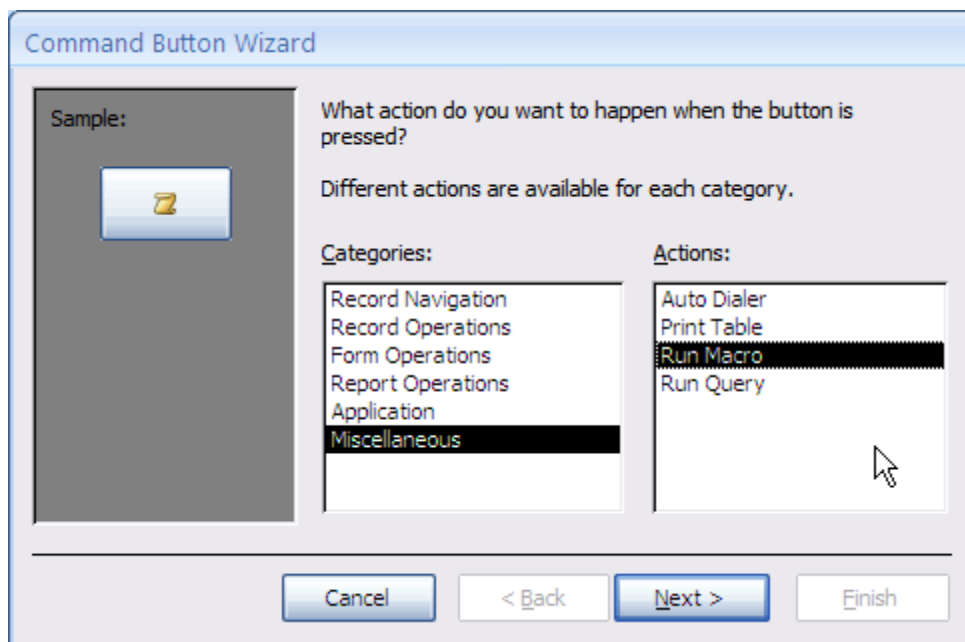 Command Button Wizard
Sample:
What action do you want to happen when the button is
pressed?
Different actions are available for each category.
Categories:
Record Navigation
Record Operations
Form Operations
Report Operations
Application
Miscellaneous
Actions:
Auto Dialer
Print Table
Run Macro
Run Query
Cancel
< Back
Next >
Finish